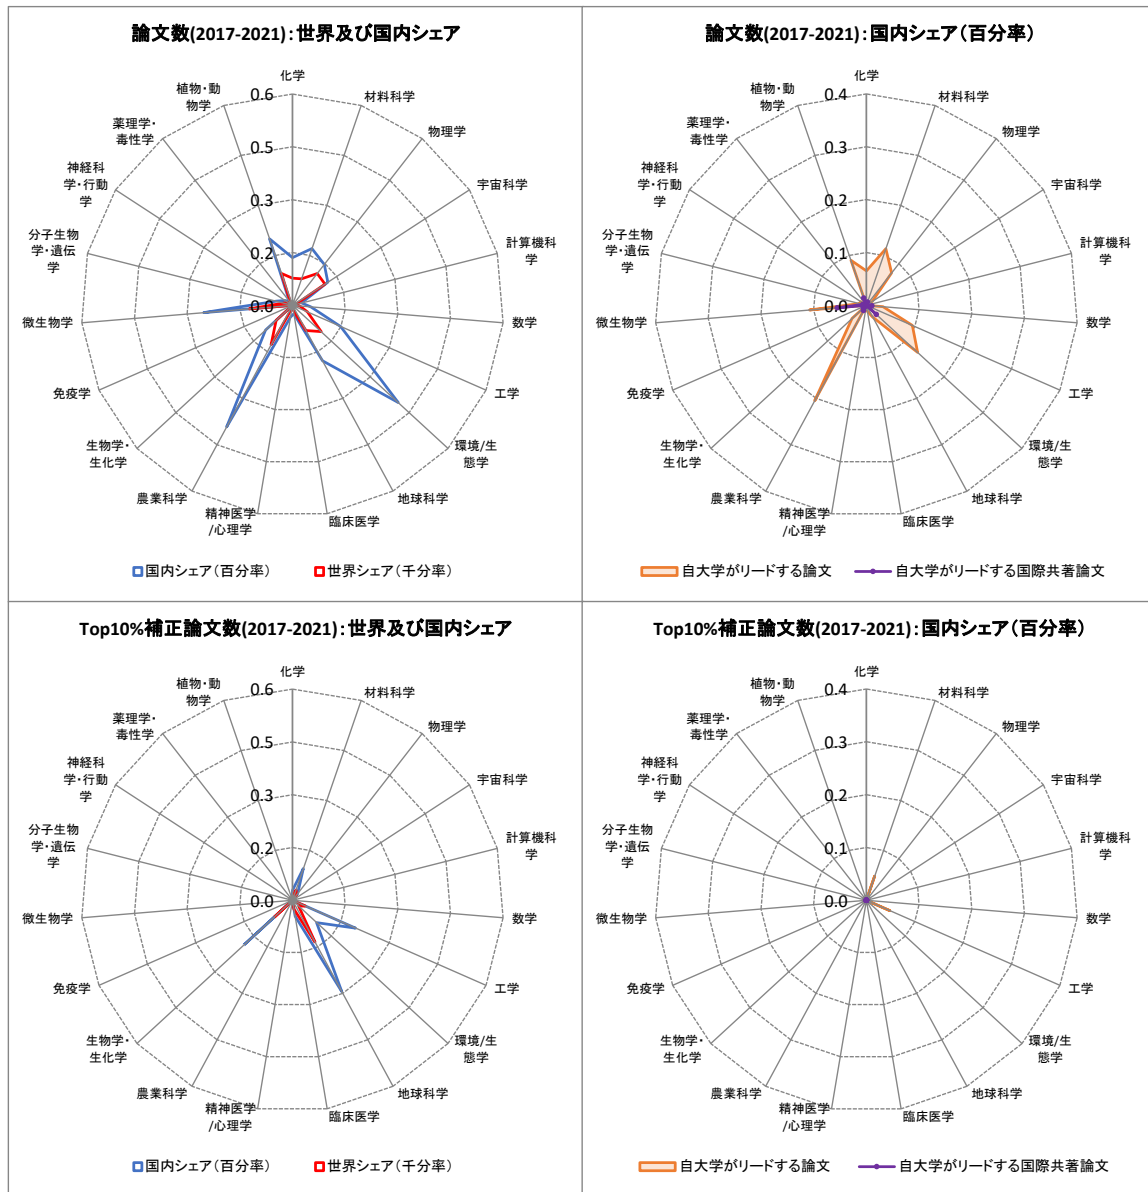 論文数(2017-2021):世界及び国内シェア
化学
材料科学
物理学
宇宙科学
計算機科
学
数学
工学
環境/生
態学
地球科学
臨床医学
精神医学
/心理学
農業科学
生物学・
生化学
免疫学
微生物学
分子生物
学・遺伝
学
神経科
学・行動
学
薬理学・
毒性学
植物・動
物学
0.6
0.5
0.3
0.2
0.0
国内シェア(百分率)
世界シェア(千分率)
論文数(2017-2021):国内シェア(百分率)
化学
材料科学
物理学
宇宙科学
計算機科
学
数学
工学
環境/生
態学
地球科学
臨床医学
精神医学
/心理学
農業科学
生物学・
生化学
免疫学
微生物学
分子生物
学・遺伝
学
神経科
学・行動
学
薬理学・
毒性学
植物・動
物学
0.4
0.3
0.2
0.1
0.0
自大学がリードする論文
自大学がリードする国際共著論文
Top10%補正論文数(2017-2021):世界及び国内シェア
化学
材料科学
物理学
宇宙科学
計算機科
学
数学
工学
環境/生
態学
地球科学
臨床医学
精神医学
/心理学
農業科学
生物学・
生化学
免疫学
微生物学
分子生物
学・遺伝
学
神経科
学・行動
学
薬理学・
毒性学
植物・動
物学
0.6
0.5
0.3
0.2
0.0
国内シェア(百分率)
世界シェア(千分率)
Top10%補正論文数(2017-2021):国内シェア(百分率)
化学
材料科学
物理学
宇宙科学
計算機科
学
数学
工学
環境/生
態学
地球科学
臨床医学
精神医学
/心理学
農業科学
生物学・
生化学
免疫学
微生物学
分子生物
学・遺伝
学
神経科
学・行動
学
薬理学・
毒性学
植物・動
物学
0.4
0.3
0.2
0.1
0.0
自大学がリードする論文
自大学がリードする国際共著論文